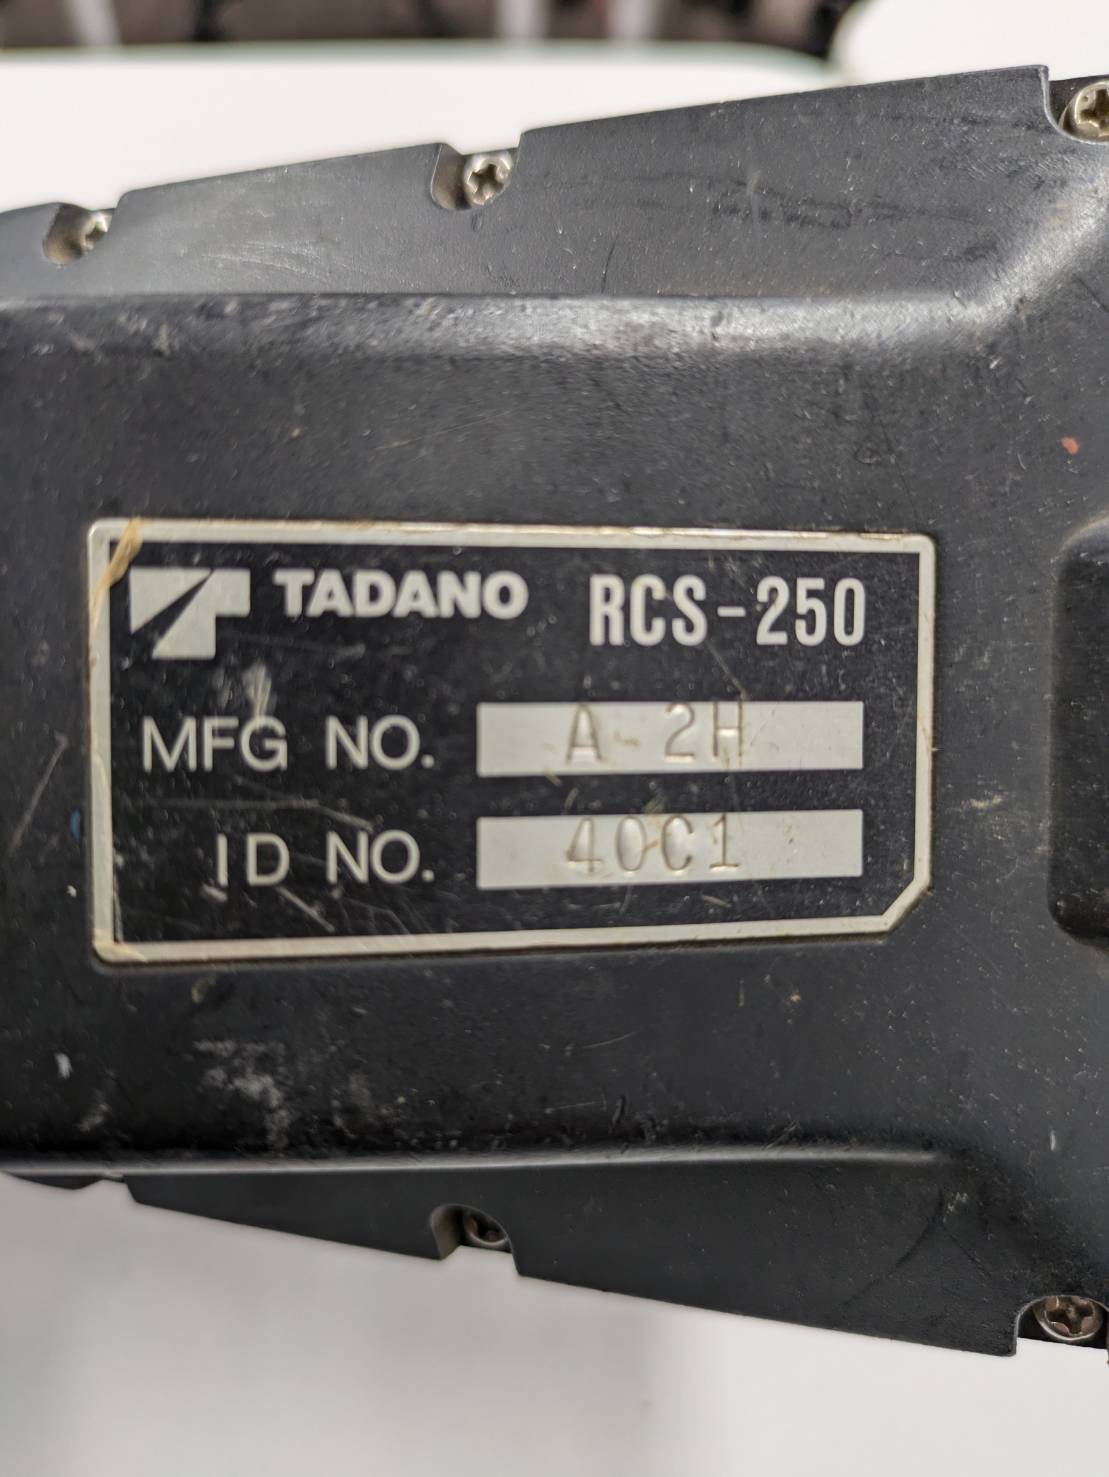 TADANO RCS-250
MFG NO. A 2H
ID NO. 40C1